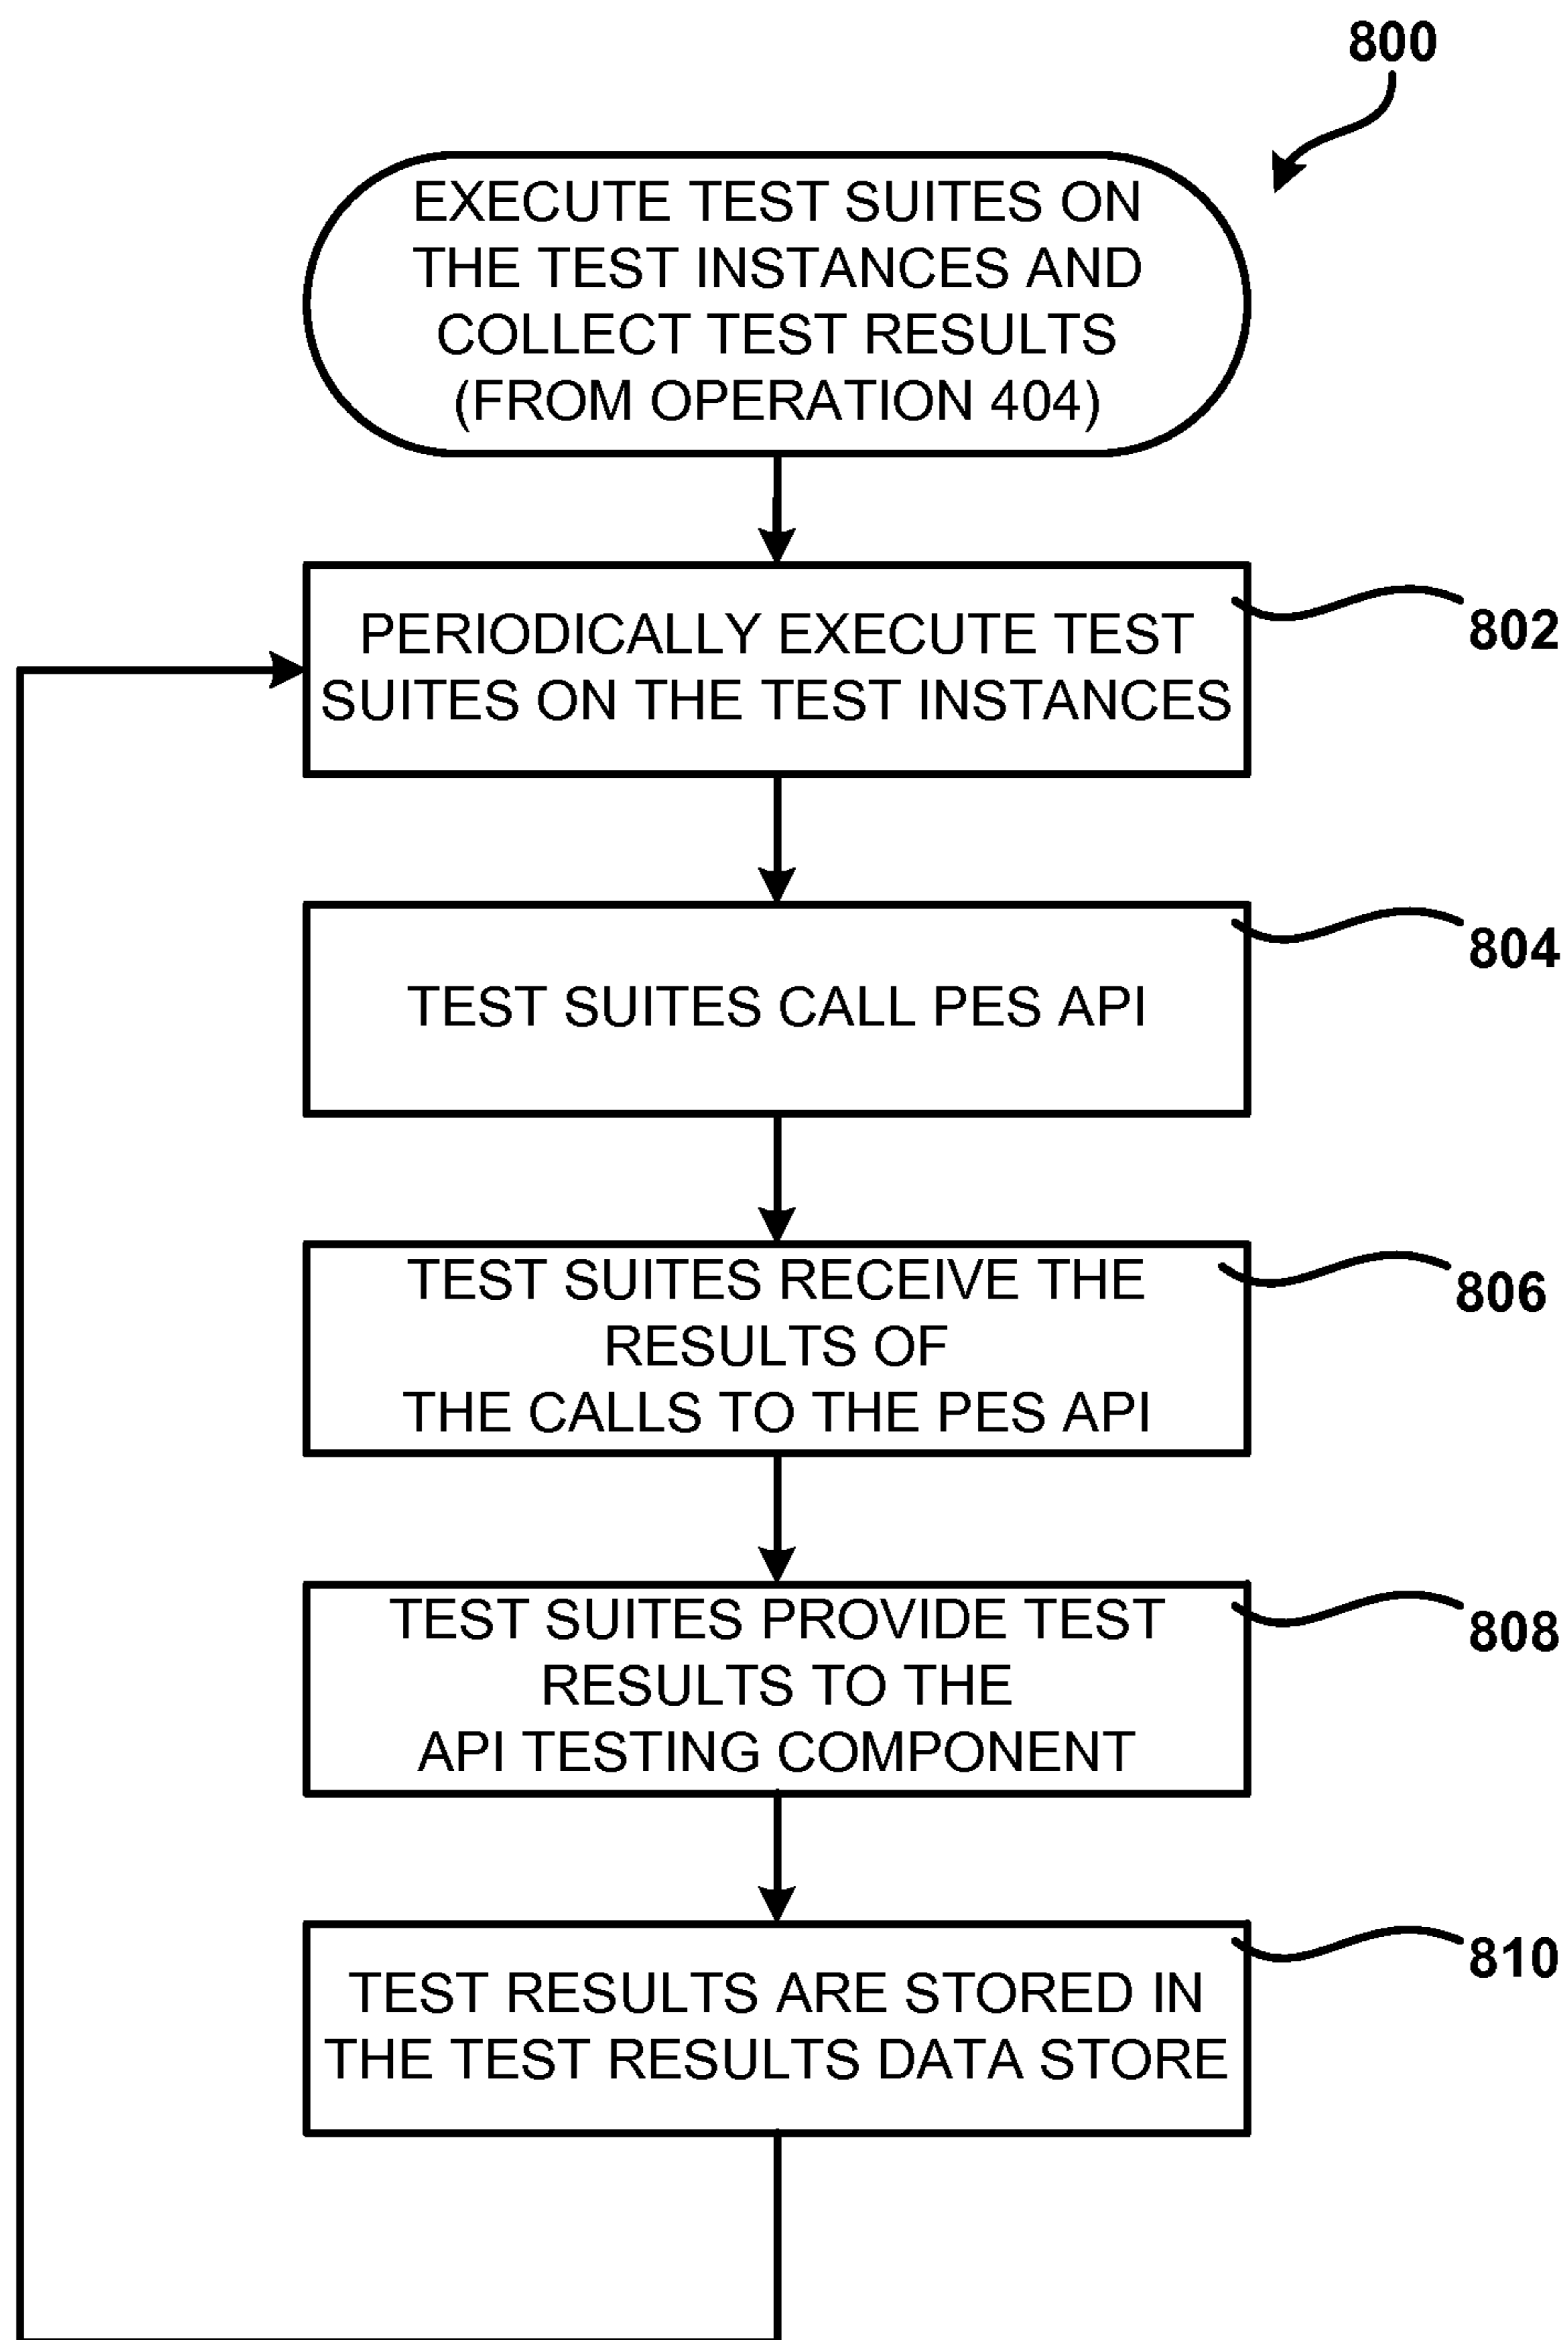 800
EXECUTE TEST SUITES ON
THE TEST INSTANCES AND
COLLECT TEST RESULTS
(FROM OPERATION 404)
PERIODICALLY EXECUTE TEST
SUITES ON THE TEST INSTANCES
802
TEST SUITES CALL PES API
804
TEST SUITES RECEIVE THE
RESULTS OF
THE CALLS TO THE PES API
806
TEST SUITES PROVIDE TEST
RESULTS TO THE
API TESTING COMPONENT
808
TEST RESULTS ARE STORED IN
THE TEST RESULTS DATA STORE
810